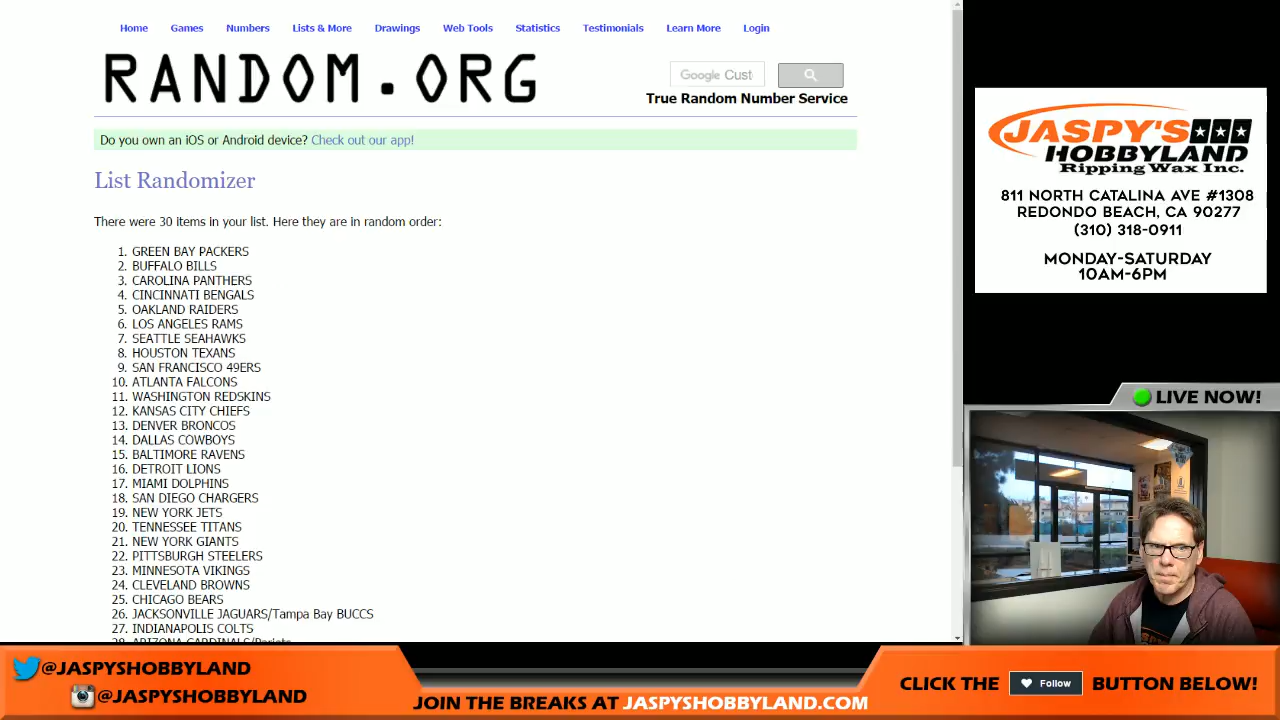 Home Games Numbers Lists & More Drawings Web Tools Statistics Testimonials Learn More Login
RANDOM.ORG
Google Cust
True Random Number Service
Do you own an iOS or Android device? Check out our app!
List Randomizer
There were 30 items in your list. Here they are in random order:
1. GREEN BAY PACKERS
2. BUFFALO BILLS
3. CAROLINA PANTHERS
4. CINCINNATI BENGALS
5. OAKLAND RAIDERS
6. LOS ANGELES RAMS
7. SEATTLE SEAHAWKS
8. HOUSTON TEXANS
9. SAN FRANCISCO 49ERS
10. ATLANTA FALCONS
11. WASHINGTON REDSKINS
12. KANSAS CITY CHIEFS
13. DENVER BRONCOS
14. DALLAS COWBOYS
15. BALTIMORE RAVENS
16. DETROIT LIONS
17. MIAMI DOLPHINS
18. SAN DIEGO CHARGERS
19. NEW YORK JETS
20. TENNESSEE TITANS
21. NEW YORK GIANTS
22. PITTSBURGH STEELERS
23. MINNESOTA VIKINGS
24. CLEVELAND BROWNS
25. CHICAGO BEARS
26. JACKSONVILLE JAGUARS/Tampa Bay BUCCS
27. INDIANAPOLIS COLTS
28. ARIZONA CARDINALS/
JASPY'S
HOBBYLAND
Ripping Wax Inc.
811 NORTH CATALINA AVE #1308
REDONDO BEACH, CA 90277
(310) 318-0911
MONDAY-SATURDAY
10AM-6PM
LIVE NOW!
@JASPYSHOBBYLAND
@JASPYSHOBBYLAND
JOIN THE BREAKS AT JASPYSHOBBYLAND.COM
CLICK THE Follow BUTTON BELOW!